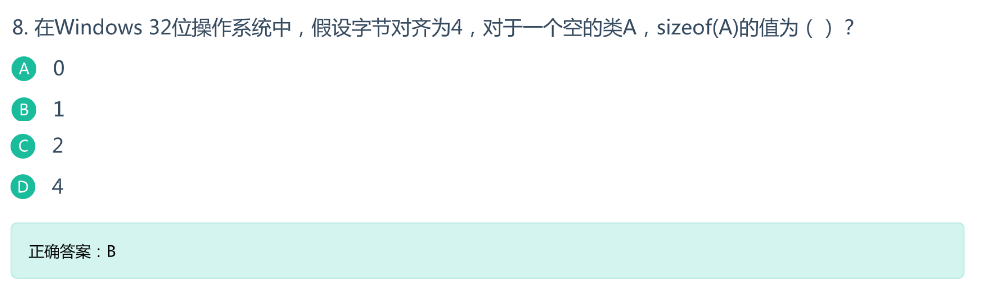 8. 在Windows 32位操作系统中，假设字节对齐为4，对于一个空的类A，sizeof(A)的值为（ ）？
A 0
B 1
C 2
D 4
正确答案：B